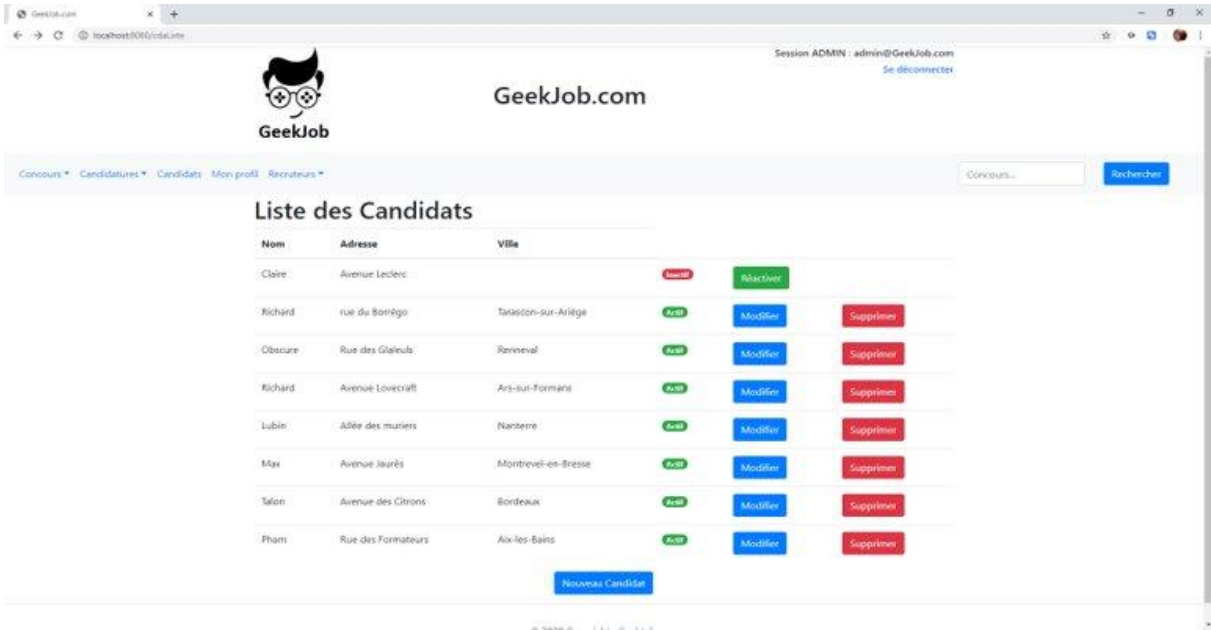 GeekJob.com
localhost:8080/cdaListe
Session ADMIN : admin@GeekJob.com
Se déconnecter
GeekJob
GeekJob.com
Concours Candidatures Candidats Mon profil Recruteurs
Concours... Rechercher
Liste des Candidats
Nom Adresse Ville
Claire Avenue Leclerc Inactif Réactiver
Richard rue du Borrégo Tarascon-sur-Ariège Actif Modifier Supprimer
Obscure Rue des Glaïeuls Renneval Actif Modifier Supprimer
Richard Avenue Lovecraft Ars-sur-Formans Actif Modifier Supprimer
Lubin Allée des muriers Nanterre Actif Modifier Supprimer
Max Avenue Jaurès Montrevel-en-Bresse Actif Modifier Supprimer
Talon Avenue des Citrons Bordeaux Actif Modifier Supprimer
Pham Rue des Formateurs Aix-les-Bains Actif Modifier Supprimer
Nouveau Candidat